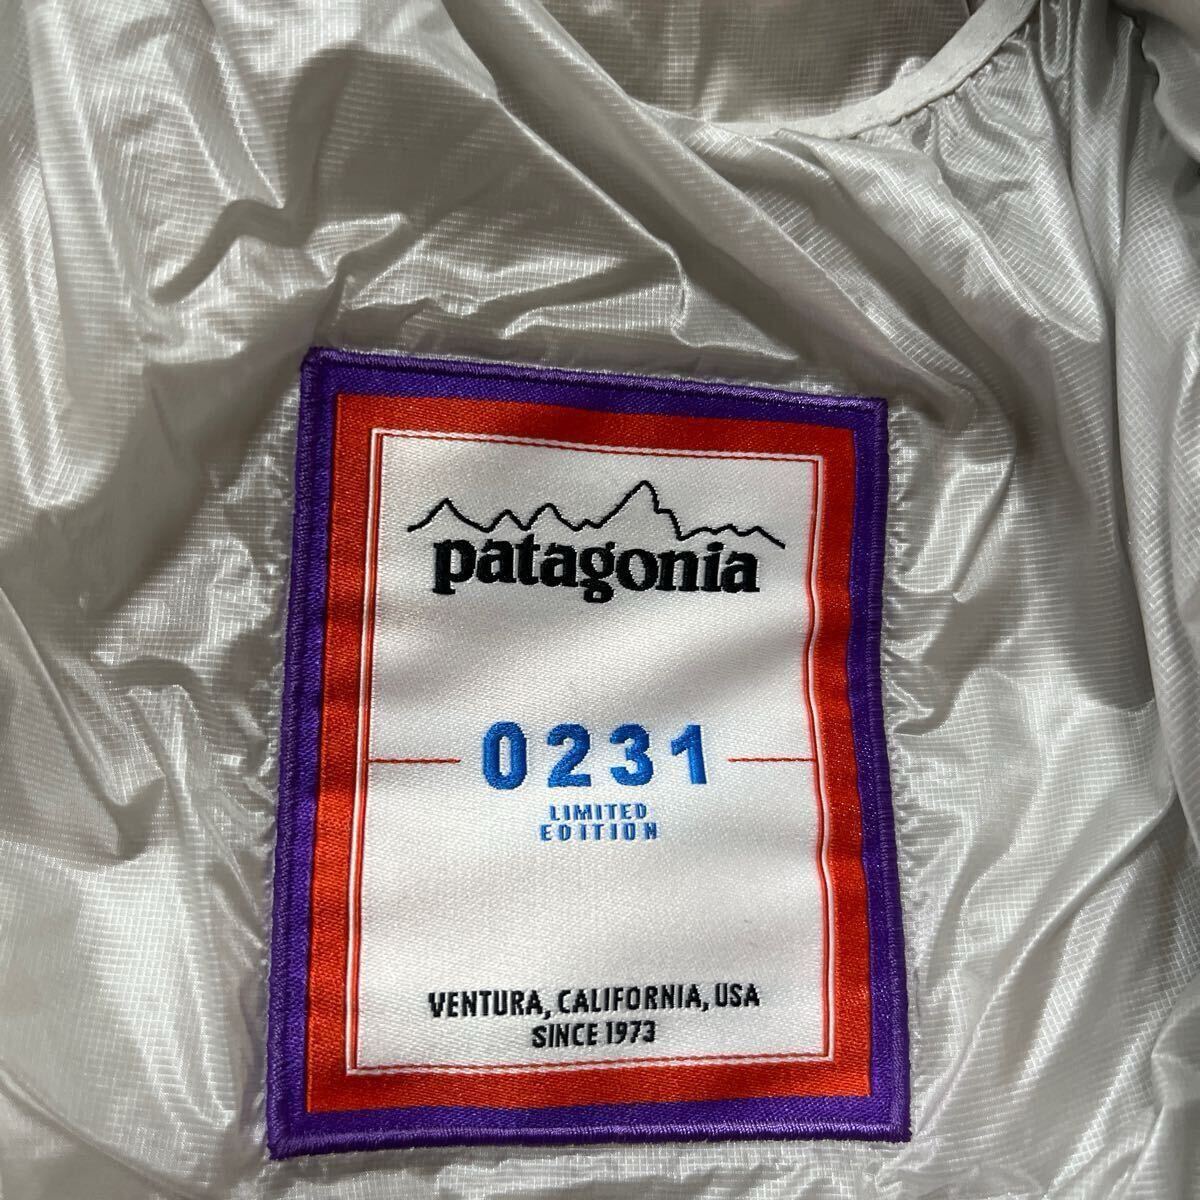 patagonia
0231
LIMITED
EDITION
VENTURA, CALIFORNIA, USA
SINCE 1973